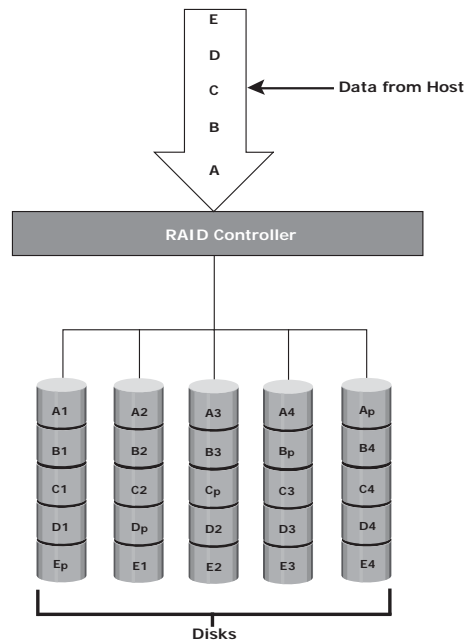 E
D
C
B
A
Data from Host
RAID Controller
A1 A2 A3 A4 Ap
B1 B2 B3 Bp B4
C1 C2 Cp C3 C4
D1 Dp D2 D3 D4
Ep E1 E2 E3 E4
Disks